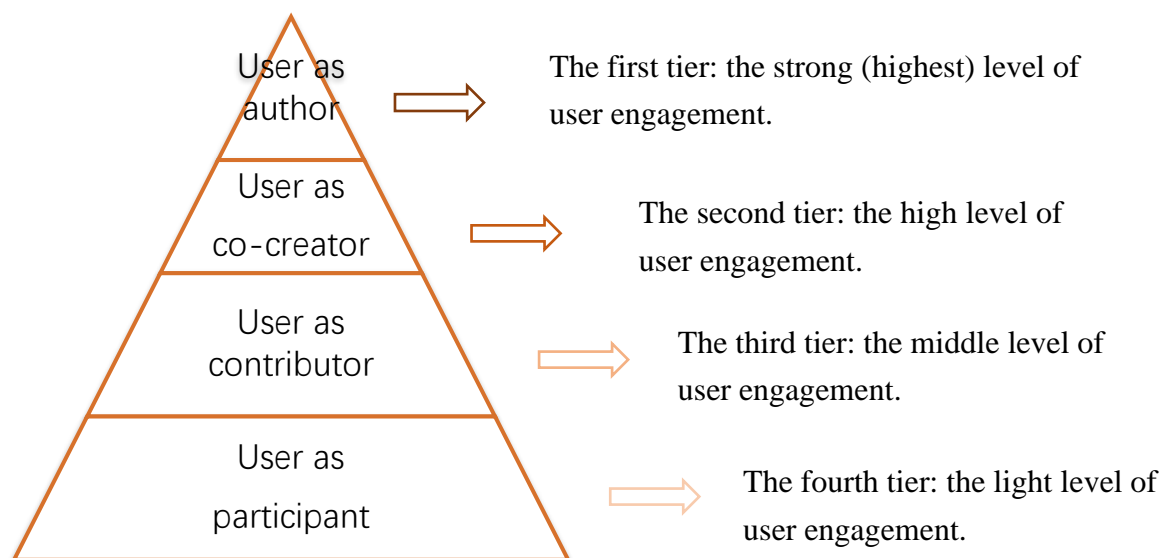 User as
author
The first tier: the strong (highest) level of
user engagement.
User as
co-creator
The second tier: the high level of
user engagement.
User as
contributor
The third tier: the middle level of
user engagement.
User as
participant
The fourth tier: the light level of
user engagement.